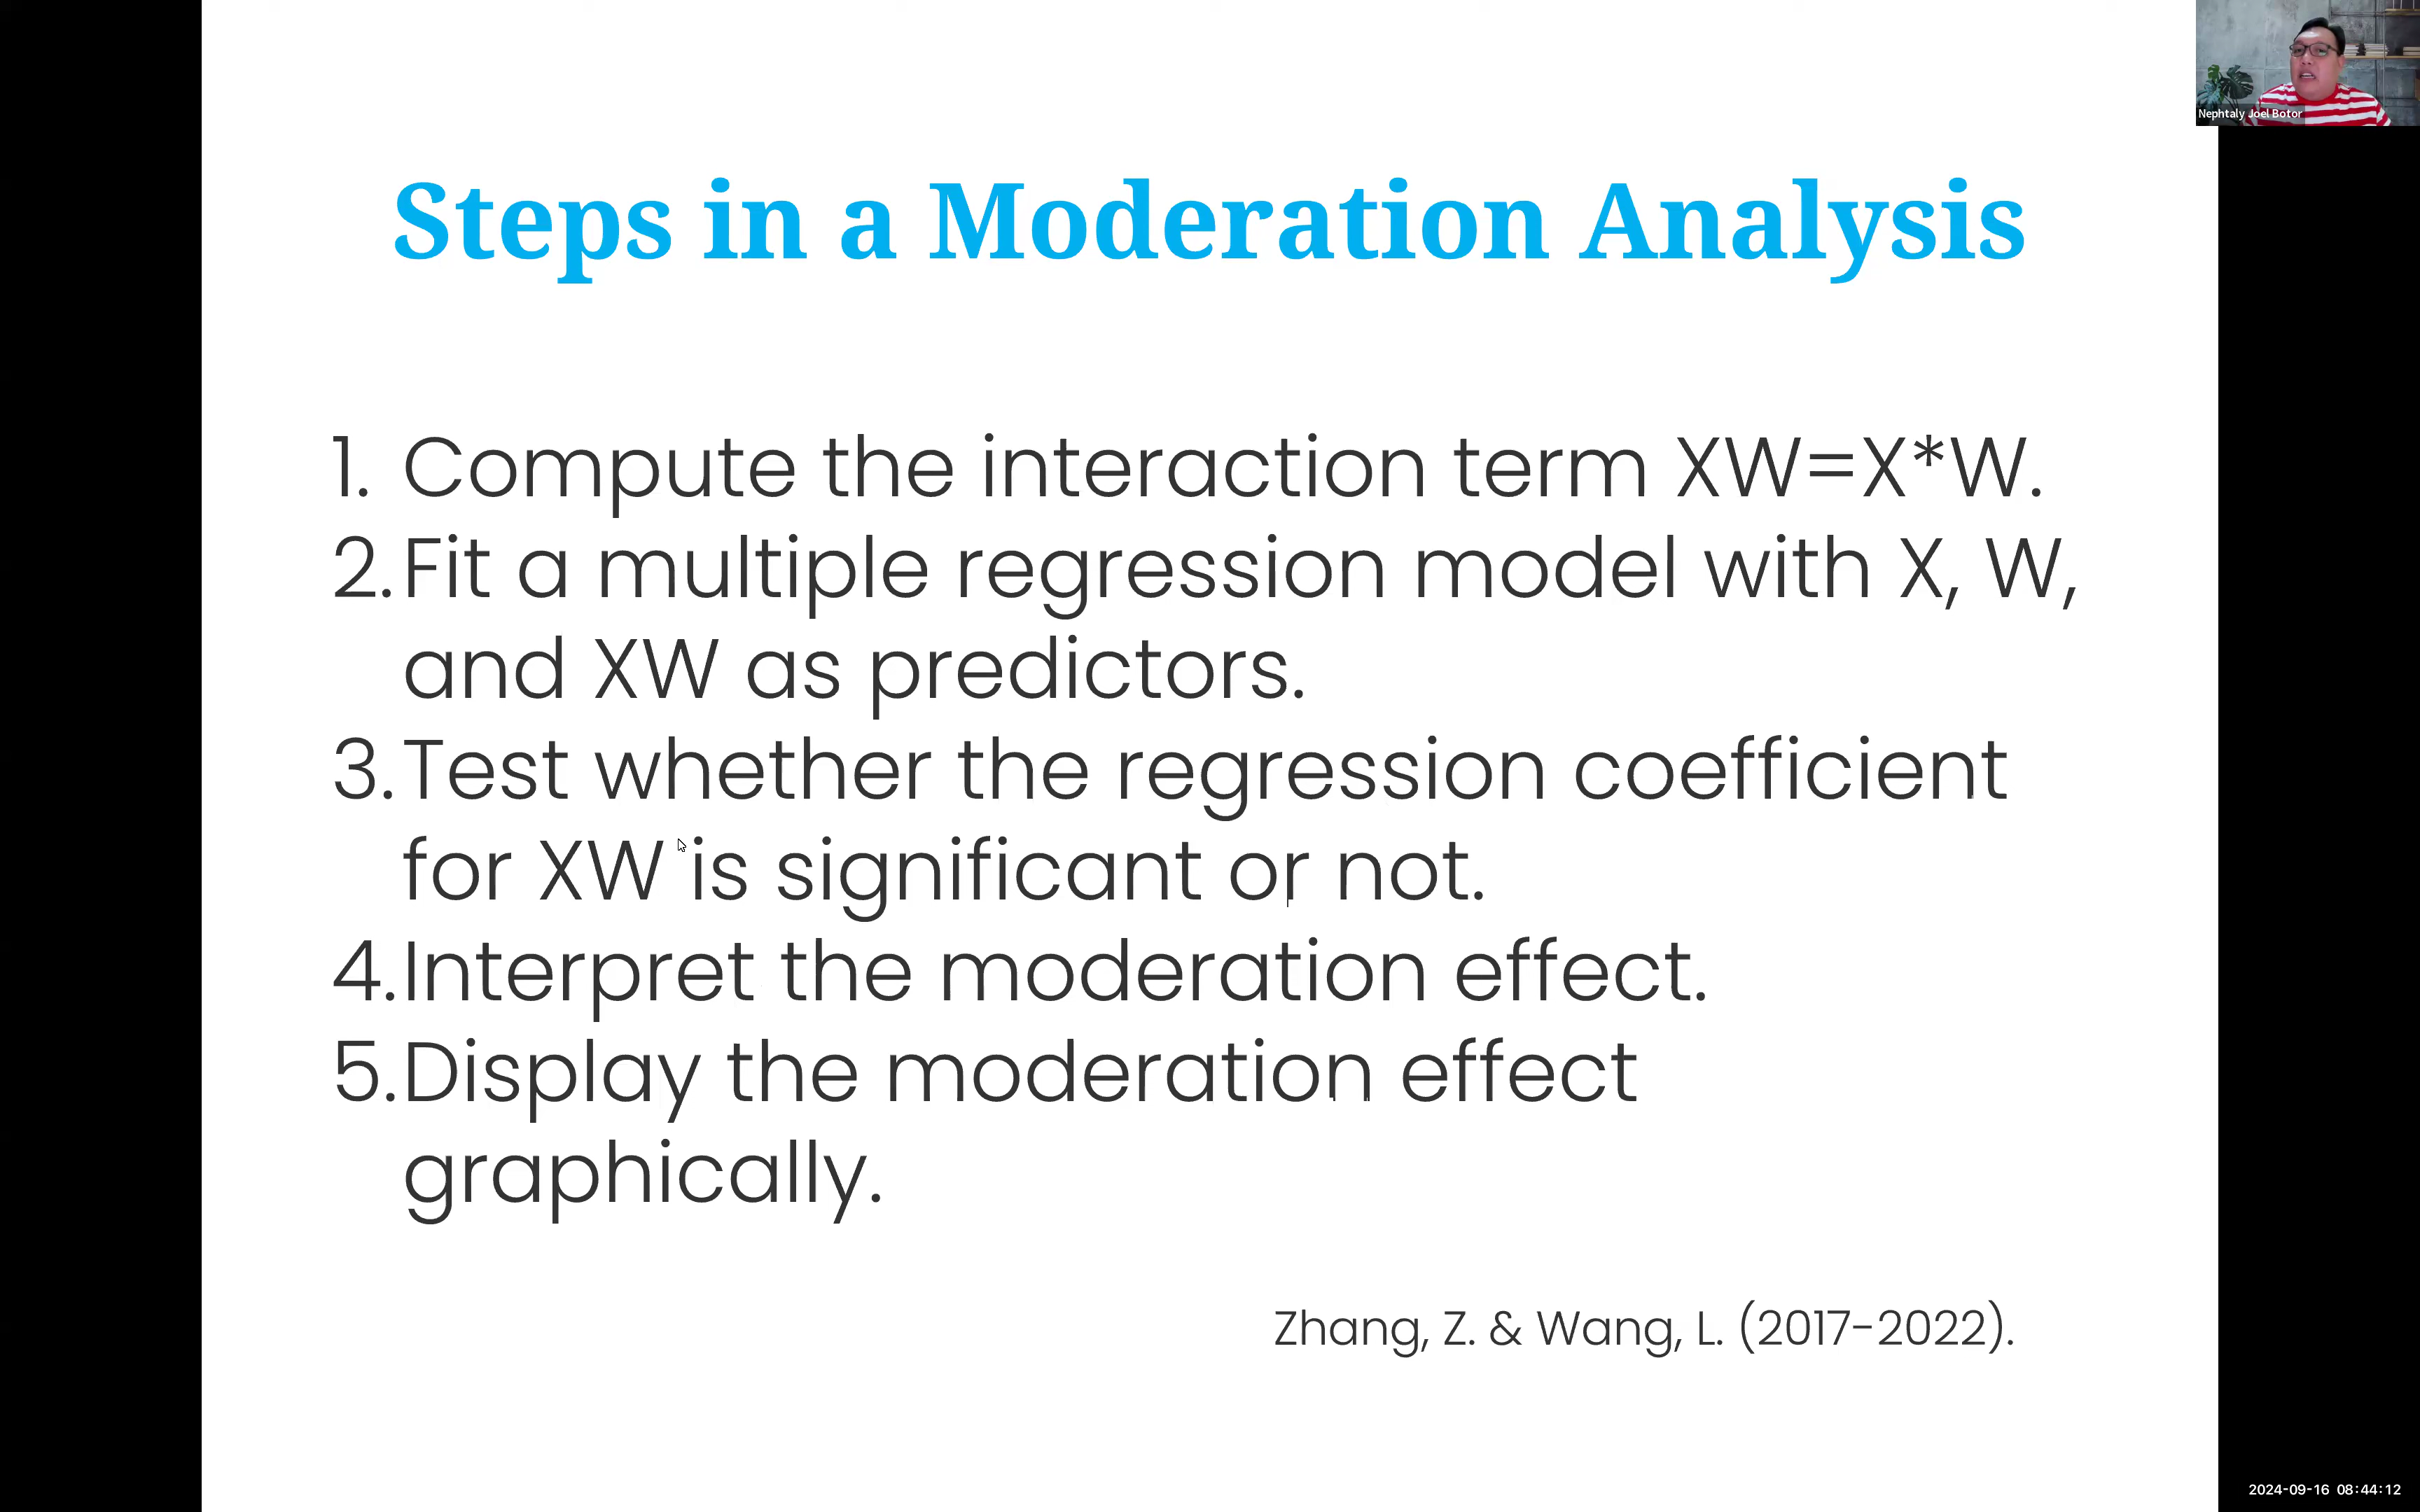 Nephtaly Joel Botor
Steps in a Moderation Analysis
1. Compute the interaction term XW=X*W.
2. Fit a multiple regression model with X, W,
and XW as predictors.
3. Test whether the regression coefficient
for XW is significant or not.
4. Interpret the moderation effect.
5. Display the moderation effect
graphically.
Zhang, Z. & Wang, L. (2017-2022).
2024-09-16 08:44:12